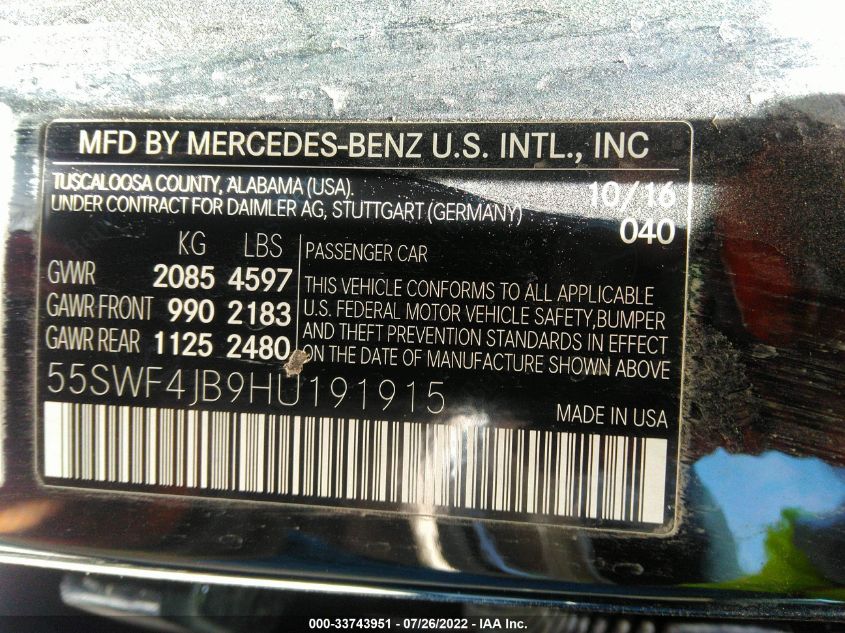 MFD BY MERCEDES-BENZ U.S. INTL., INC
TUSCALOOSA COUNTY, ALABAMA (USA). 10/16
UNDER CONTRACT FOR DAIMLER AG, STUTTGART (GERMANY) 040
KG LBS
GVWR 2085 4597
GAWR FRONT 990 2183
GAWR REAR 1125 2480
PASSENGER CAR
THIS VEHICLE CONFORMS TO ALL APPLICABLE
U.S. FEDERAL MOTOR VEHICLE SAFETY,BUMPER
AND THEFT PREVENTION STANDARDS IN EFFECT
ON THE DATE OF MANUFACTURE SHOWN ABOVE
55SWF4JB9HU191915
MADE IN USA
000-33743951 / 07/26/2022 - IAA Inc.